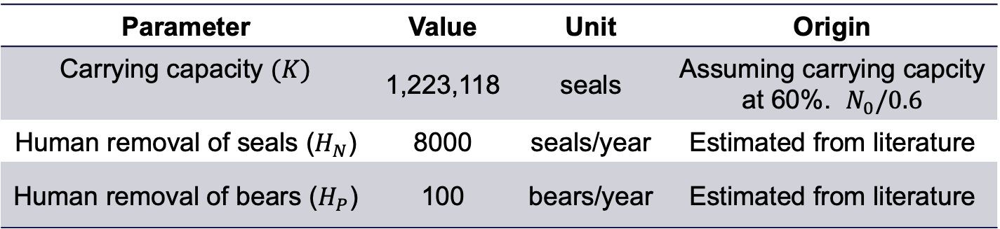 Parameter Value Unit Origin
Carrying capacity (K) 1,223,118 seals Assuming carrying capcity
at 60%. N₀/0.6
Human removal of seals (H_N) 8000 seals/year Estimated from literature
Human removal of bears (H_P) 100 bears/year Estimated from literature